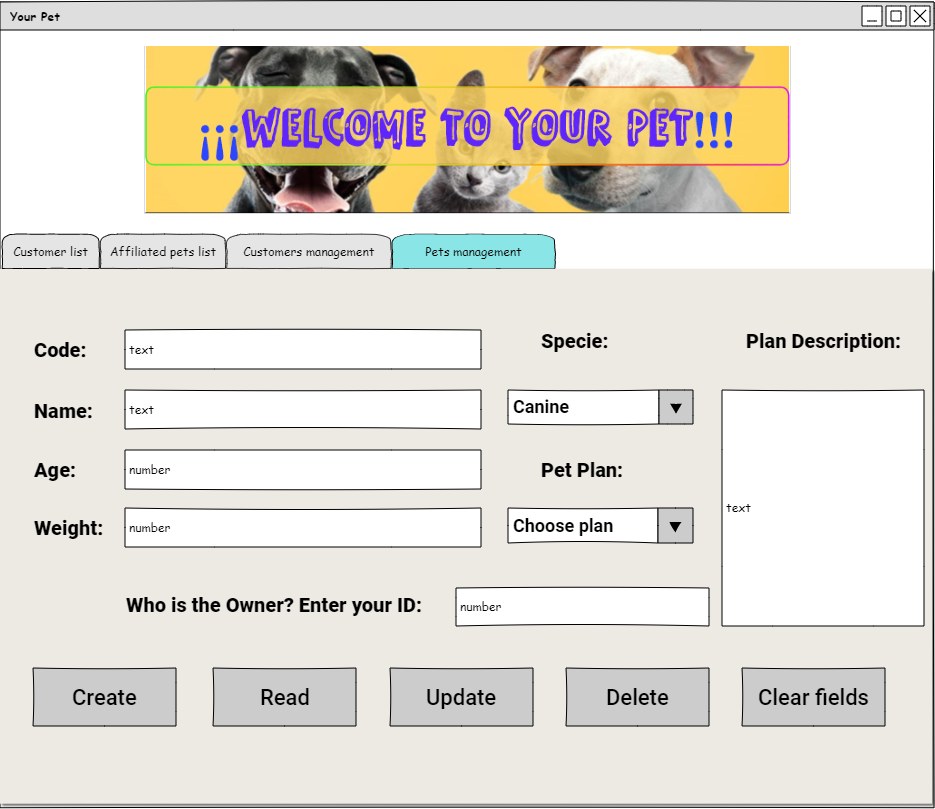 Your Pet
¡¡¡WELCOME TO YOUR PET!!!
Customer list
Affiliated pets list
Customers management
Pets management
Code:
text
Specie:
Plan Description:
Name:
text
Canine
Age:
number
Pet Plan:
text
Weight:
number
Choose plan
Who is the Owner? Enter your ID:
number
Create
Read
Update
Delete
Clear fields